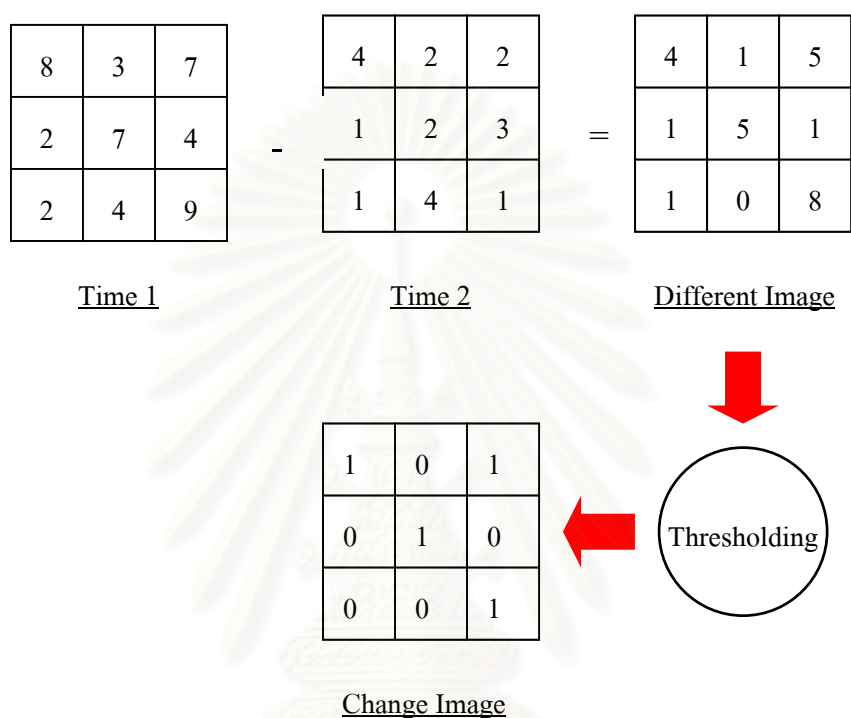 8 3 7
2 7 4
2 4 9
-
4 2 2
1 2 3
1 4 1
=
4 1 5
1 5 1
1 0 8
Time 1
Time 2
Different Image
Thresholding
1 0 1
0 1 0
0 0 1
Change Image